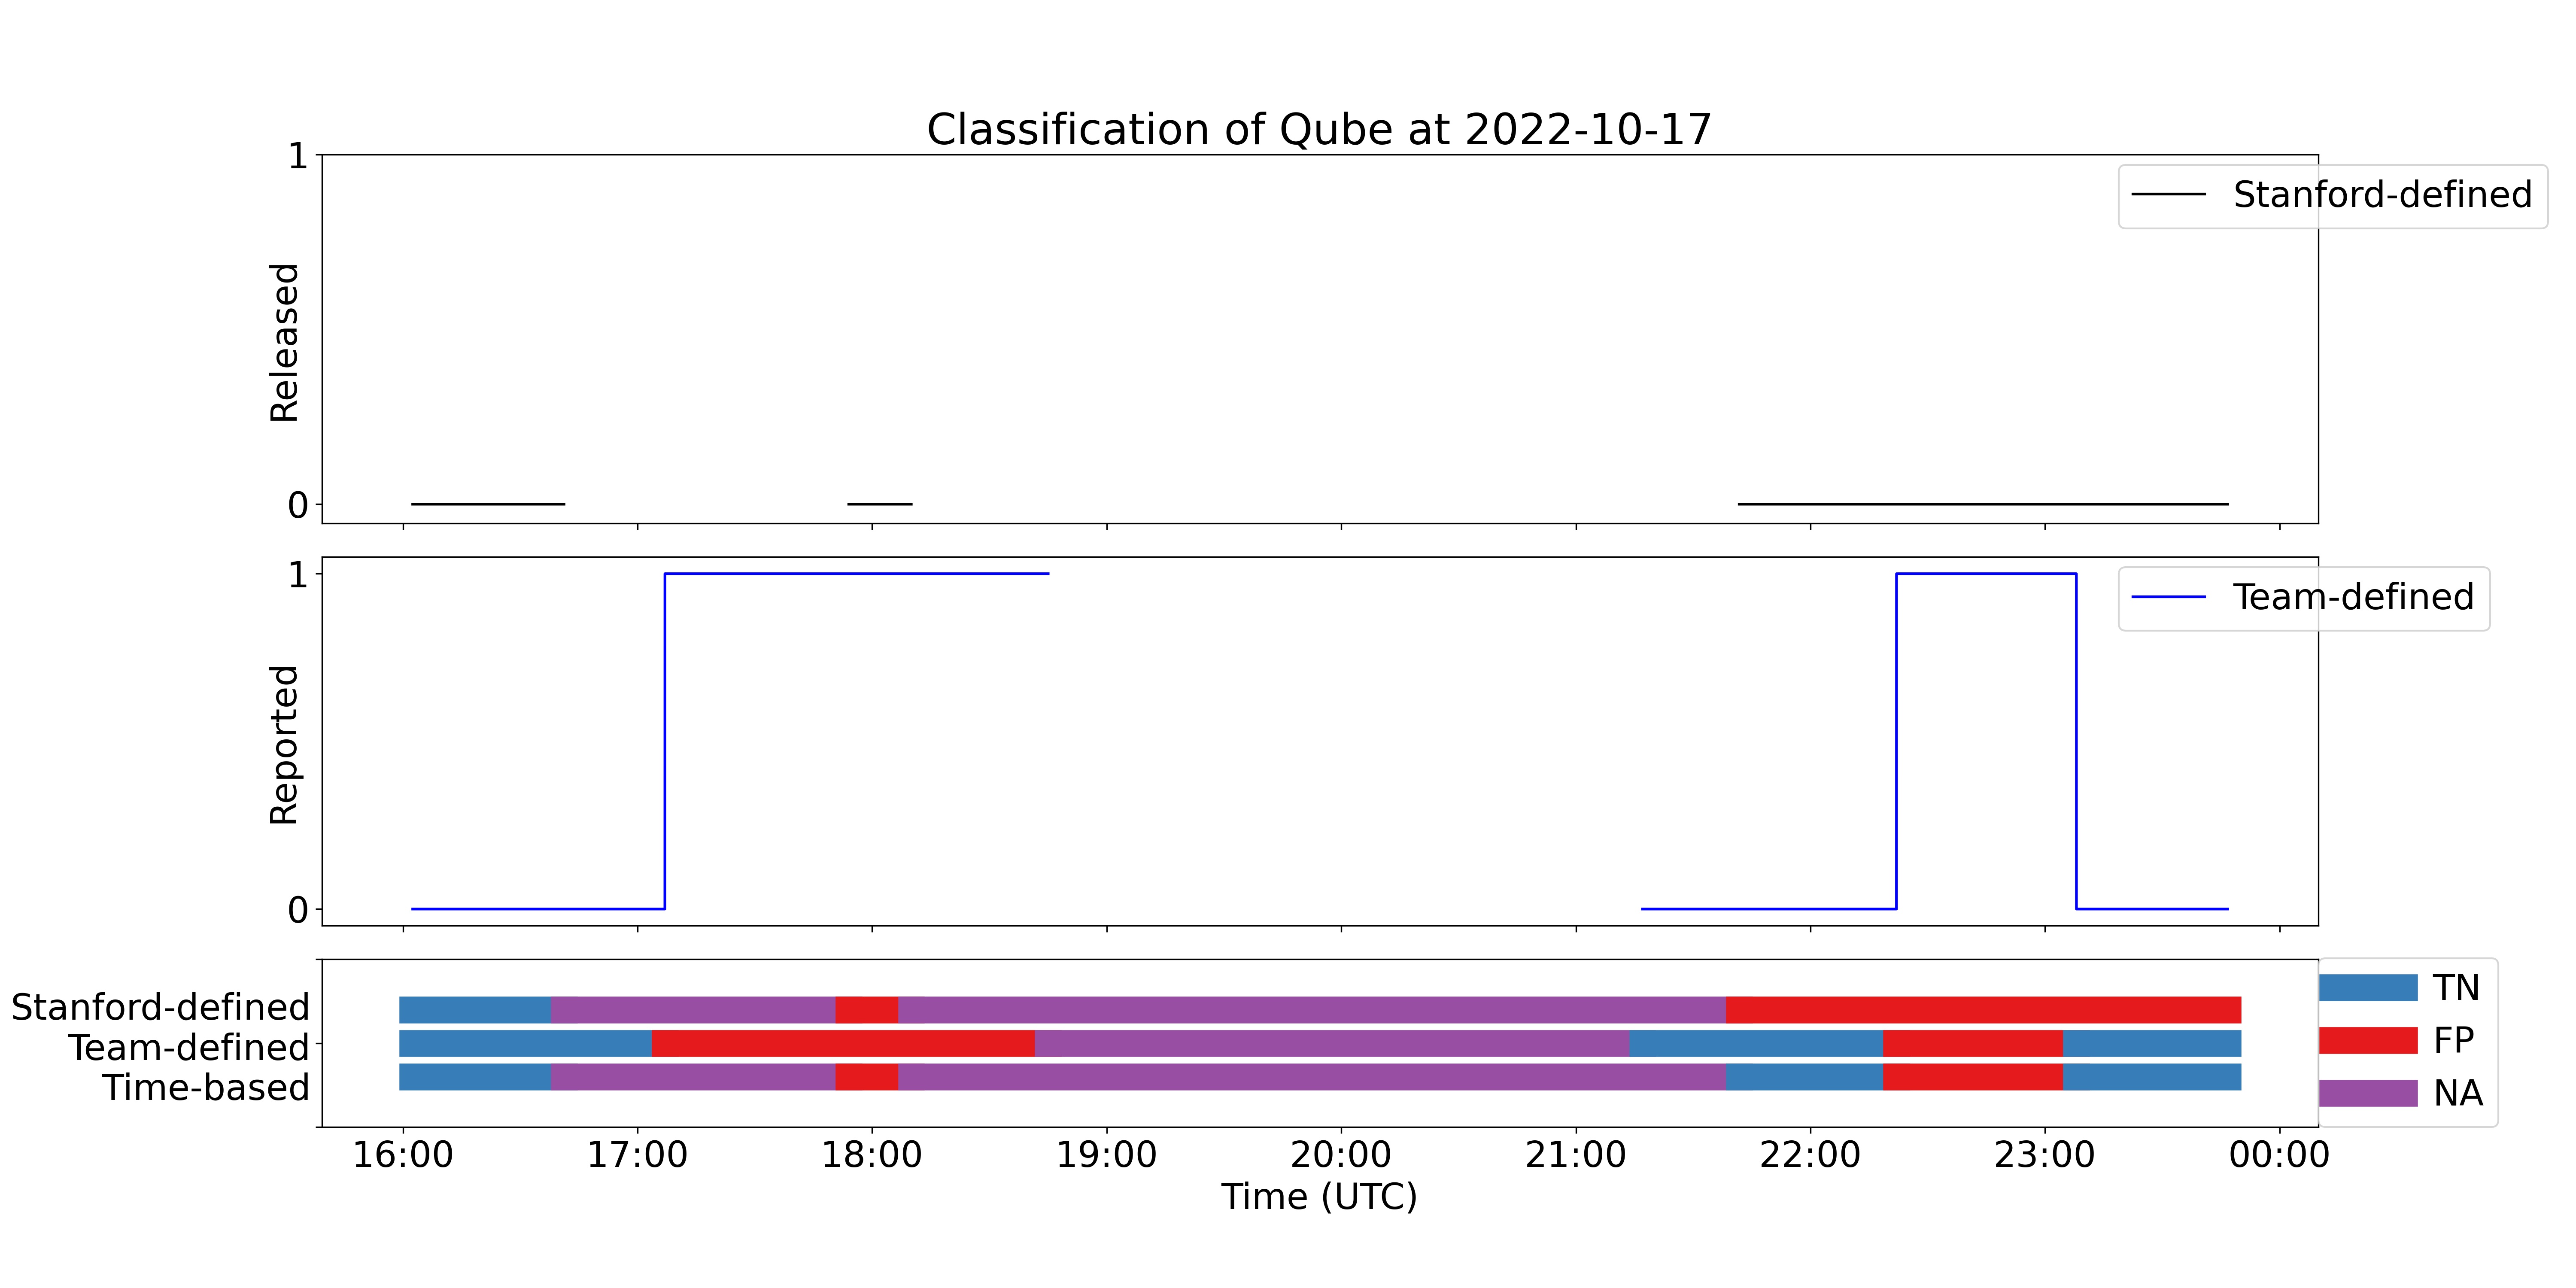 Classification of Qube at 2022-10-17
1
Released
0
Stanford-defined
1
Reported
0
Team-defined
Stanford-defined
Team-defined
Time-based
TN
FP
NA
16:00 17:00 18:00 19:00 20:00 21:00 22:00 23:00 00:00
Time (UTC)